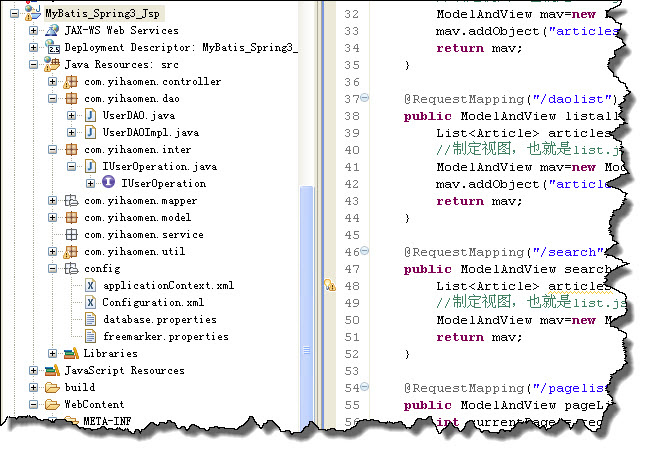 MyBatis_Spring3_Jsp
JAX-WS Web Services
Deployment Descriptor: MyBatis_Spring3_
Java Resources: src
com.yihaomen.controller
com.yihaomen.dao
UserDAO.java
UserDAOImpl.java
com.yihaomen.inter
IUserOperation.java
IUserOperation
com.yihaomen.mapper
com.yihaomen.model
com.yihaomen.service
com.yihaomen.util
config
applicationContext.xml
Configuration.xml
database.properties
freemarker.properties
Libraries
JavaScript Resources
build
WebContent
META-INF
32 ModelAndView mav=new Mod
33 mav.addObject("articles
34 return mav;
35 }
36
37 @RequestMapping("/daolist")
38 public ModelAndView listall
39 List<Article> articles
40 //制定视图，也就是list.j
41 ModelAndView mav=new Mod
42 mav.addObject("article
43 return mav;
44 }
45
46 @RequestMapping("/search"
47 public ModelAndView search
48 List<Article> articles
49 //制定视图，也就是list.js
50 ModelAndView mav=new Mo
51 return mav;
52 }
53
54 @RequestMapping("/pagelist
55 public ModelAndView pageLi
56 int currentPage